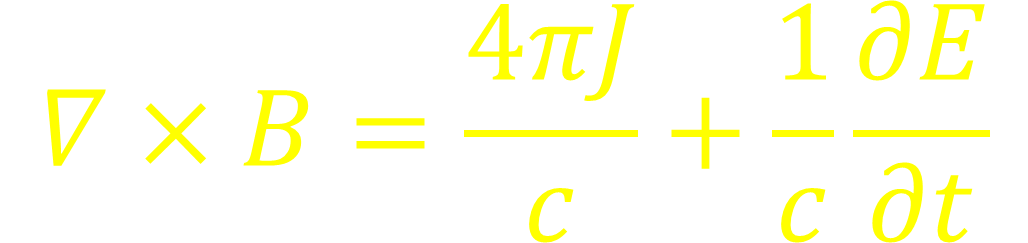 ∇ × B = 4πJ/c + 1/c ∂E/∂t